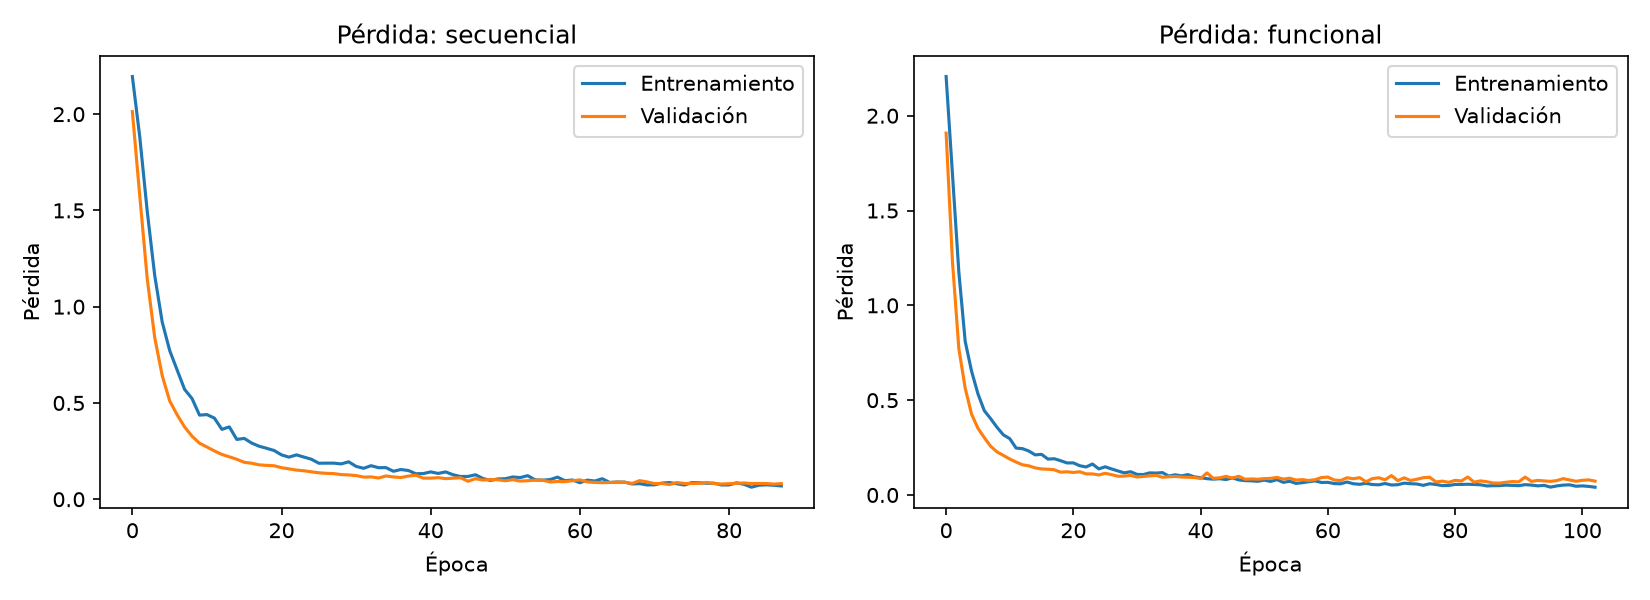 Pérdida: secuencial
Entrenamiento
Validación
2.0
1.5
1.0
0.5
0.0
Pérdida
0
20
40
60
80
Época
Pérdida: funcional
Entrenamiento
Validación
2.0
1.5
1.0
0.5
0.0
Pérdida
0
20
40
60
80
100
Época